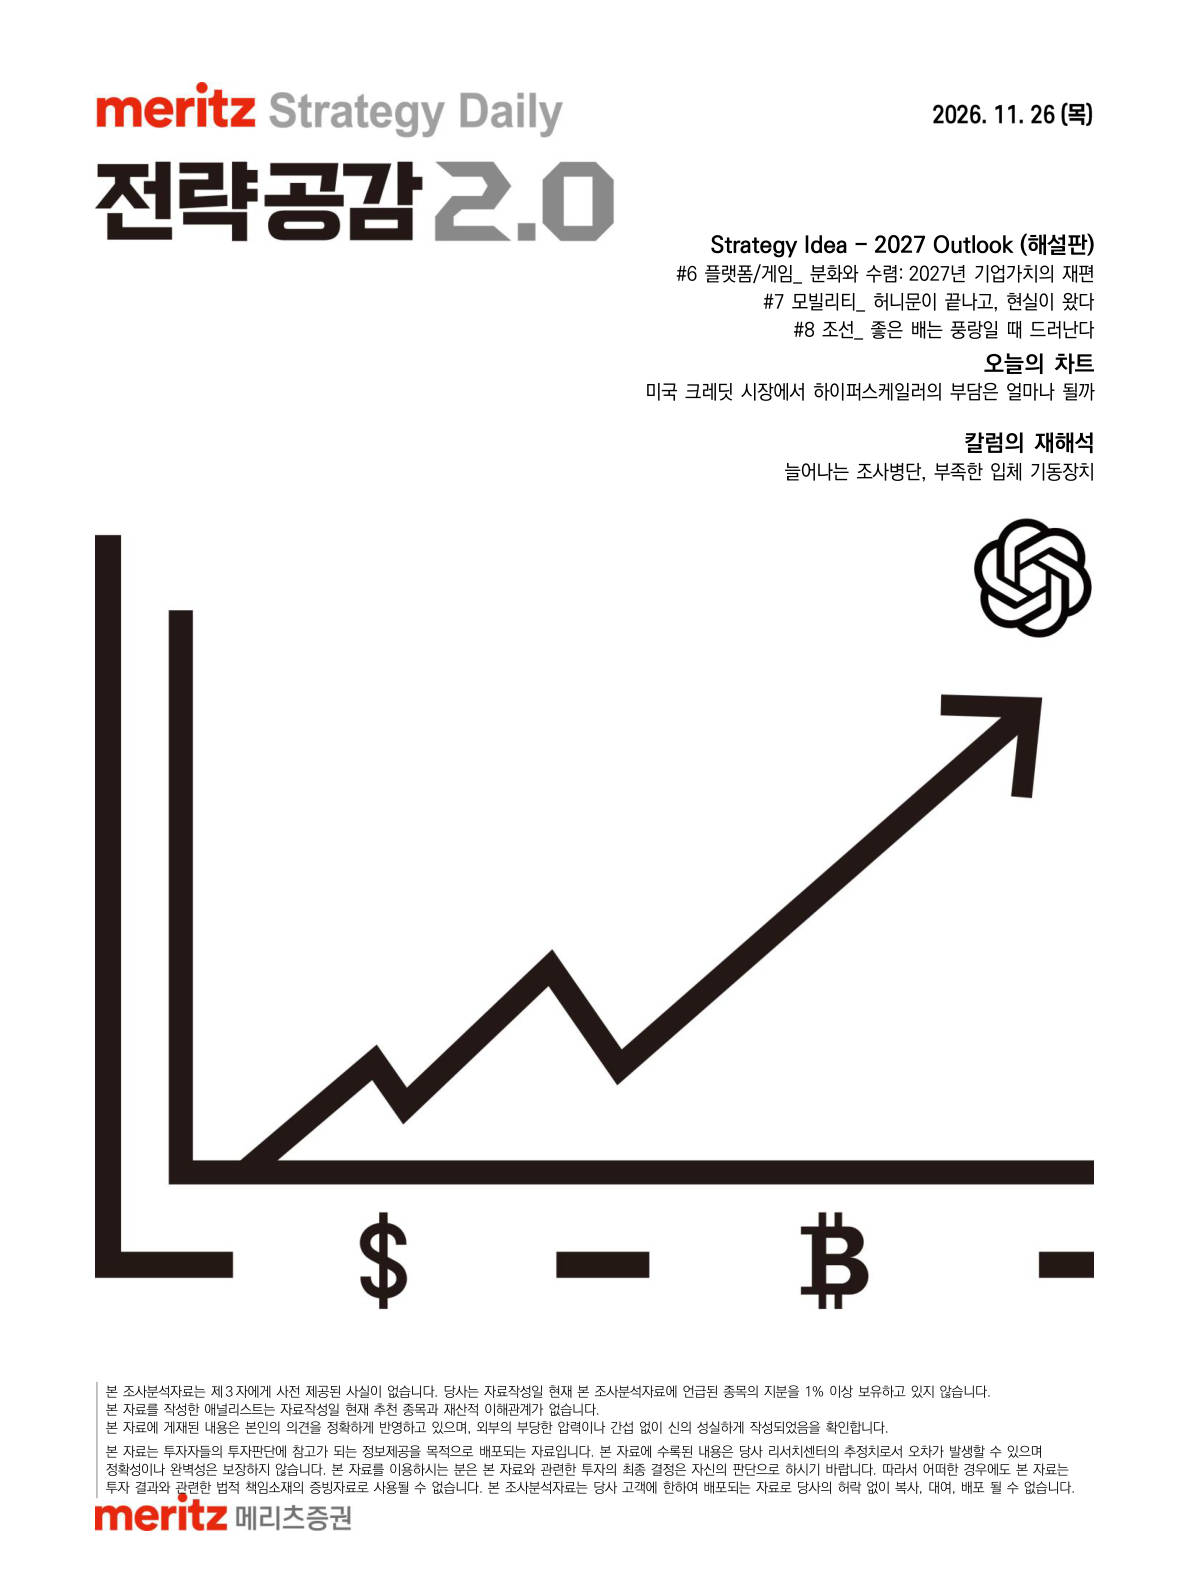 meritz Strategy Daily
2026. 11. 26 (목)
전략공감 2.0
Strategy Idea – 2027 Outlook (해설판)
#6 플랫폼/게임_ 분화와 수렴: 2027년 기업가치의 재편
#7 모빌리티_ 허니문이 끝나고, 현실이 왔다
#8 조선_ 좋은 배는 풍랑일 때 드러난다
오늘의 차트
미국 크레딧 시장에서 하이퍼스케일러의 부담은 얼마나 될까
칼럼의 재해석
늘어나는 조사병단, 부족한 입체 기동장치
$
₿
본 조사분석자료는 제3자에게 사전 제공된 사실이 없습니다. 당사는 자료작성일 현재 본 조사분석자료에 언급된 종목의 지분을 1% 이상 보유하고 있지 않습니다.
본 자료를 작성한 애널리스트는 자료작성일 현재 추천 종목과 재산적 이해관계가 없습니다.
본 자료에 게재된 내용은 본인의 의견을 정확하게 반영하고 있으며, 외부의 부당한 압력이나 간섭 없이 신의 성실하게 작성되었음을 확인합니다.
본 자료는 투자자들의 투자판단에 참고가 되는 정보제공을 목적으로 배포되는 자료입니다. 본 자료에 수록된 내용은 당사 리서치센터의 추정치로서 오차가 발생할 수 있으며
정확성이나 완벽성은 보장하지 않습니다. 본 자료를 이용하시는 분은 본 자료와 관련한 투자의 최종 결정은 자신의 판단으로 하시기 바랍니다. 따라서 어떠한 경우에도 본 자료는
투자 결과와 관련한 법적 책임소재의 증빙자료로 사용될 수 없습니다. 본 조사분석자료는 당사 고객에 한하여 배포되는 자료로 당사의 허락 없이 복사, 대여, 배포 될 수 없습니다.
meritz 메리츠증권